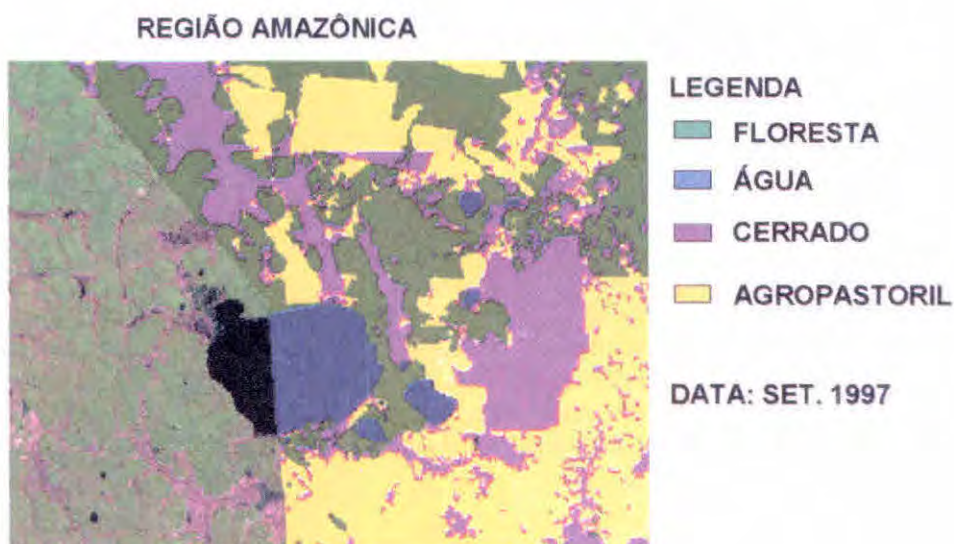 REGIÃO AMAZÔNICA
LEGENDA
FLORESTA
ÁGUA
CERRADO
AGROPASTORIL
DATA: SET. 1997